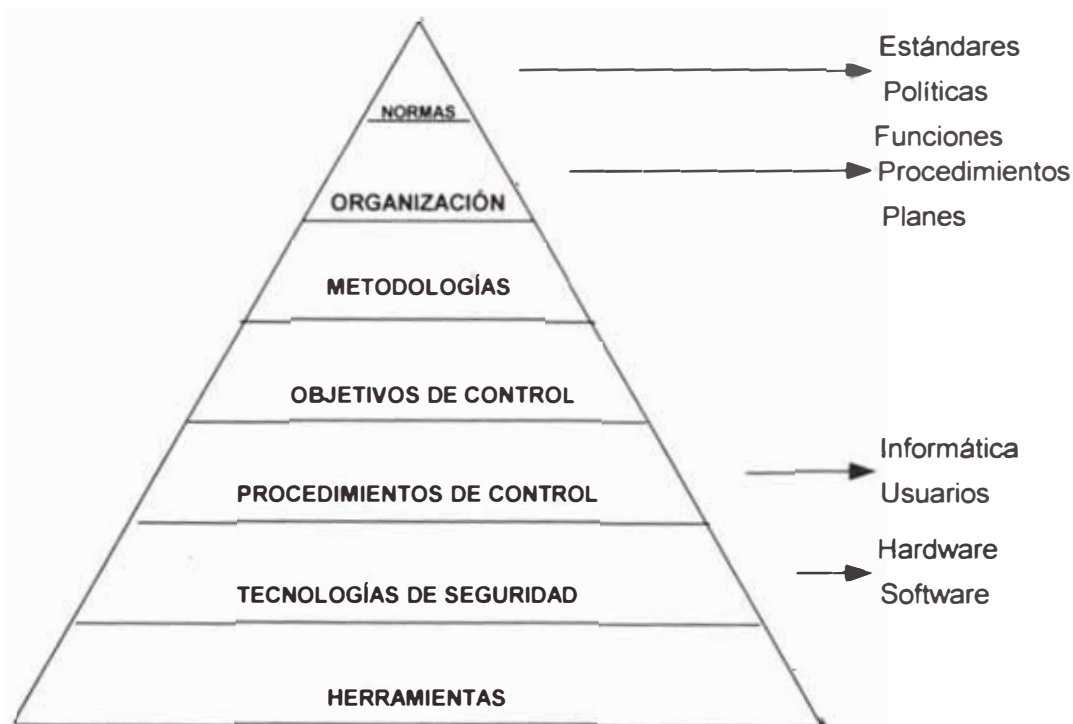 Estándares
Políticas
NORMAS
Funciones
Procedimientos
Planes
ORGANIZACIÓN
METODOLOGÍAS
OBJETIVOS DE CONTROL
Informática
Usuarios
PROCEDIMIENTOS DE CONTROL
Hardware
Software
TECNOLOGÍAS DE SEGURIDAD
HERRAMIENTAS